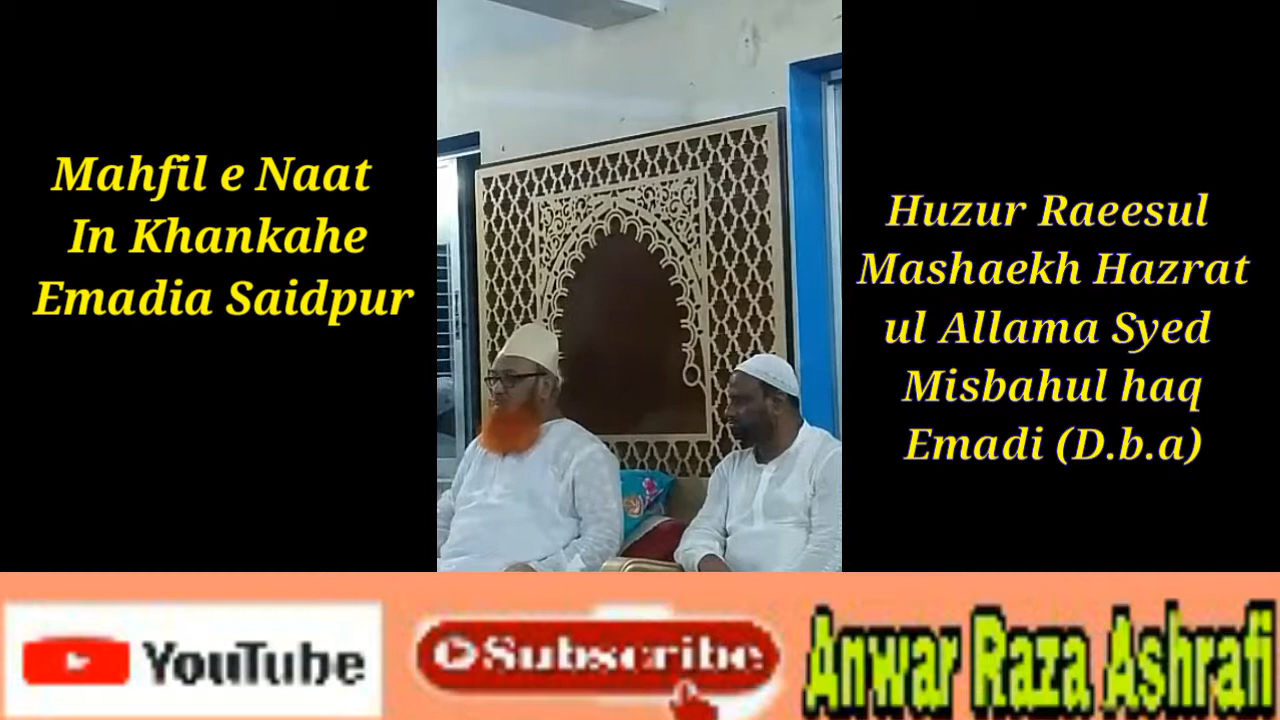 Mahfil e Naat
In Khankahe
Emadia Saidpur
Huzur Raeesul
Mashaekh Hazrat
ul Allama Syed
Misbahul haq
Emadi (D.b.a)
YouTube
Subscribe
Anwar Raza Ashrafi